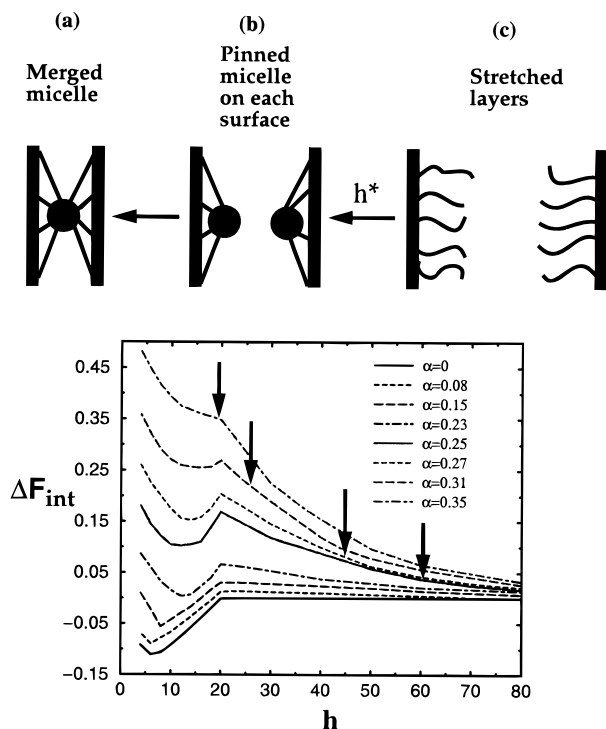 (a)
(b)
(c)
Merged
micelle
Pinned
micelle
on each
surface
Stretched
layers
h*
ΔF_int
0.45
0.35
0.25
0.15
0.05
−0.05
−0.15
0
10
20
30
40
50
60
70
80
h
α=0
α=0.08
α=0.15
α=0.23
α=0.25
α=0.27
α=0.31
α=0.35